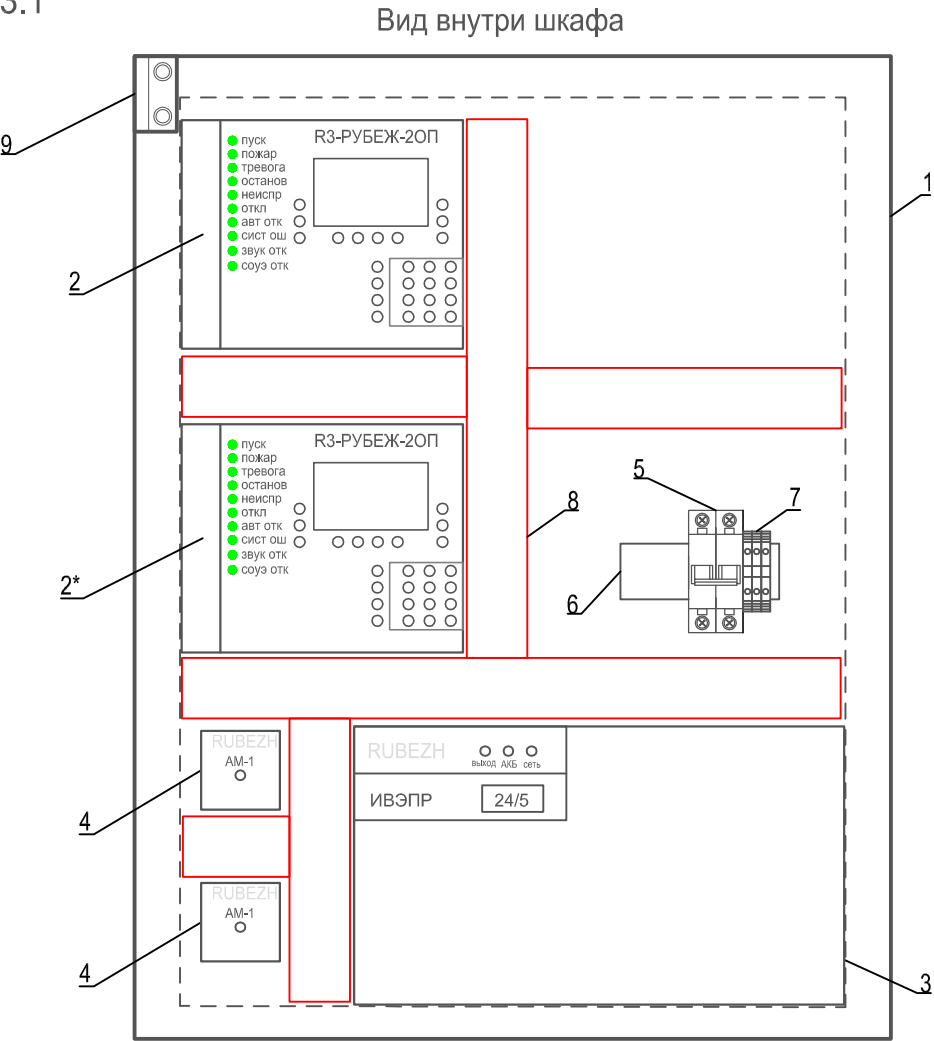 3.1
Вид внутри шкафа
9
1
R3-РУБЕЖ-2ОП
пуск
пожар
тревога
останов
неиспр
откл
авт отк
сист ош
звук отк
соуэ отк
2
R3-РУБЕЖ-2ОП
пуск
пожар
тревога
останов
неиспр
откл
авт отк
сист ош
звук отк
соуэ отк
2*
8
5
7
6
RUBEZH
АМ-1
4
RUBEZH
выход АКБ сеть
ИВЭПР 24/5
RUBEZH
АМ-1
4
3